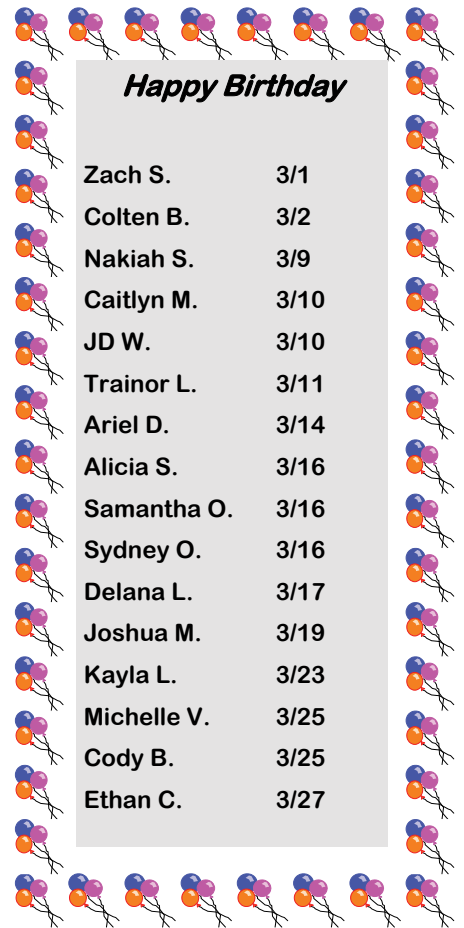 Happy Birthday
Zach S. 3/1
Colten B. 3/2
Nakiah S. 3/9
Caitlyn M. 3/10
JD W. 3/10
Trainor L. 3/11
Ariel D. 3/14
Alicia S. 3/16
Samantha O. 3/16
Sydney O. 3/16
Delana L. 3/17
Joshua M. 3/19
Kayla L. 3/23
Michelle V. 3/25
Cody B. 3/25
Ethan C. 3/27